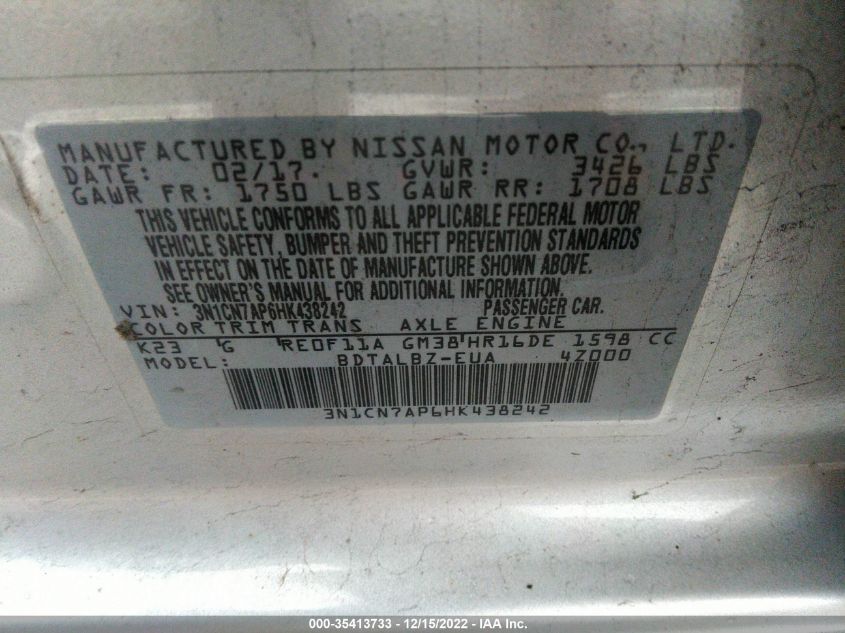 MANUFACTURED BY NISSAN MOTOR CO., LTD.
DATE: 02/17. GVWR: 3426 LBS
GAWR FR: 1750 LBS GAWR RR: 1708 LBS
THIS VEHICLE CONFORMS TO ALL APPLICABLE FEDERAL MOTOR
VEHICLE SAFETY, BUMPER AND THEFT PREVENTION STANDARDS
IN EFFECT ON THE DATE OF MANUFACTURE SHOWN ABOVE.
SEE OWNER'S MANUAL FOR ADDITIONAL INFORMATION.
VIN: 3N1CN7AP6HK438242 PASSENGER CAR.
COLOR TRIM TRANS AXLE ENGINE
K23 G RE0F11A GM38 HR16DE 1598 CC
MODEL: BDTALBZ-EUA 4Z000
3N1CN7AP6HK438242
000-35413733 - 12/15/2022 - IAA Inc.